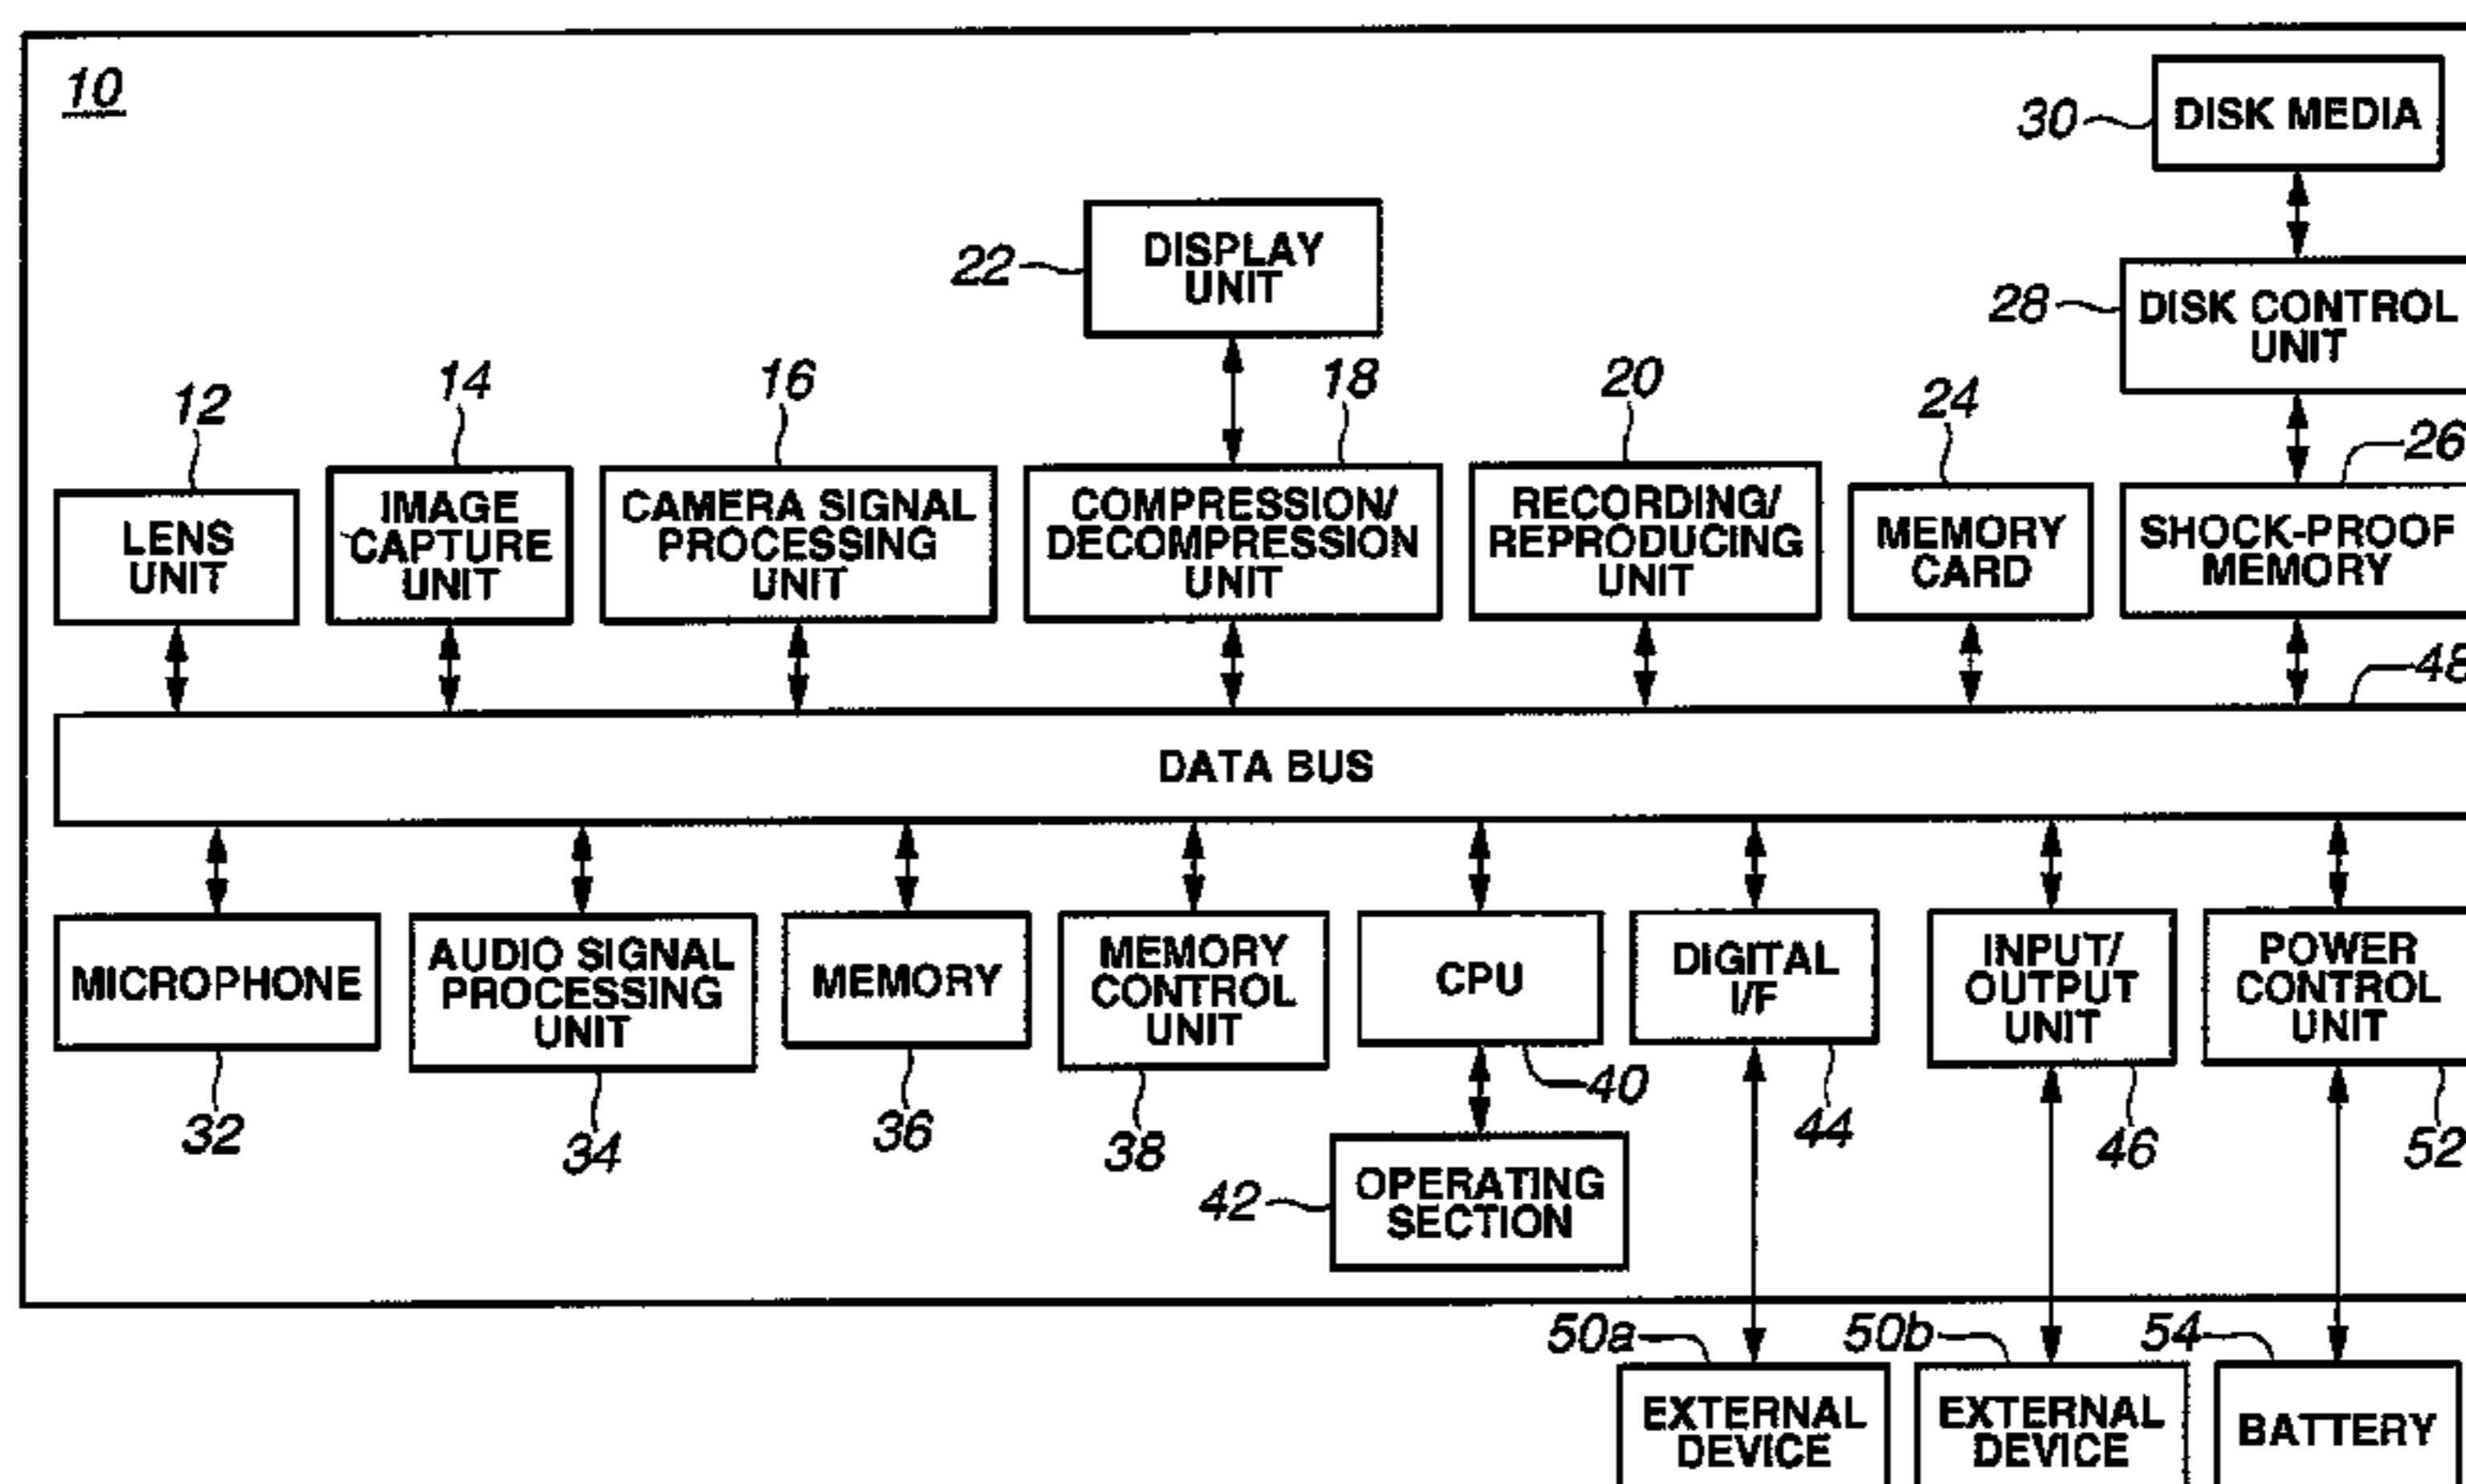 10
30
DISK MEDIA
22
DISPLAY
UNIT
28
DISK CONTROL
UNIT
12
14
16
18
20
24
26
LENS
UNIT
IMAGE
CAPTURE
UNIT
CAMERA SIGNAL
PROCESSING
UNIT
COMPRESSION/
DECOMPRESSION
UNIT
RECORDING/
REPRODUCING
UNIT
MEMORY
CARD
SHOCK-PROOF
MEMORY
48
DATA BUS
MICROPHONE
AUDIO SIGNAL
PROCESSING
UNIT
MEMORY
MEMORY
CONTROL
UNIT
CPU
DIGITAL
I/F
INPUT/
OUTPUT
UNIT
POWER
CONTROL
UNIT
32
34
36
38
40
44
46
52
42
OPERATING
SECTION
50a
50b
54
EXTERNAL
DEVICE
EXTERNAL
DEVICE
BATTERY